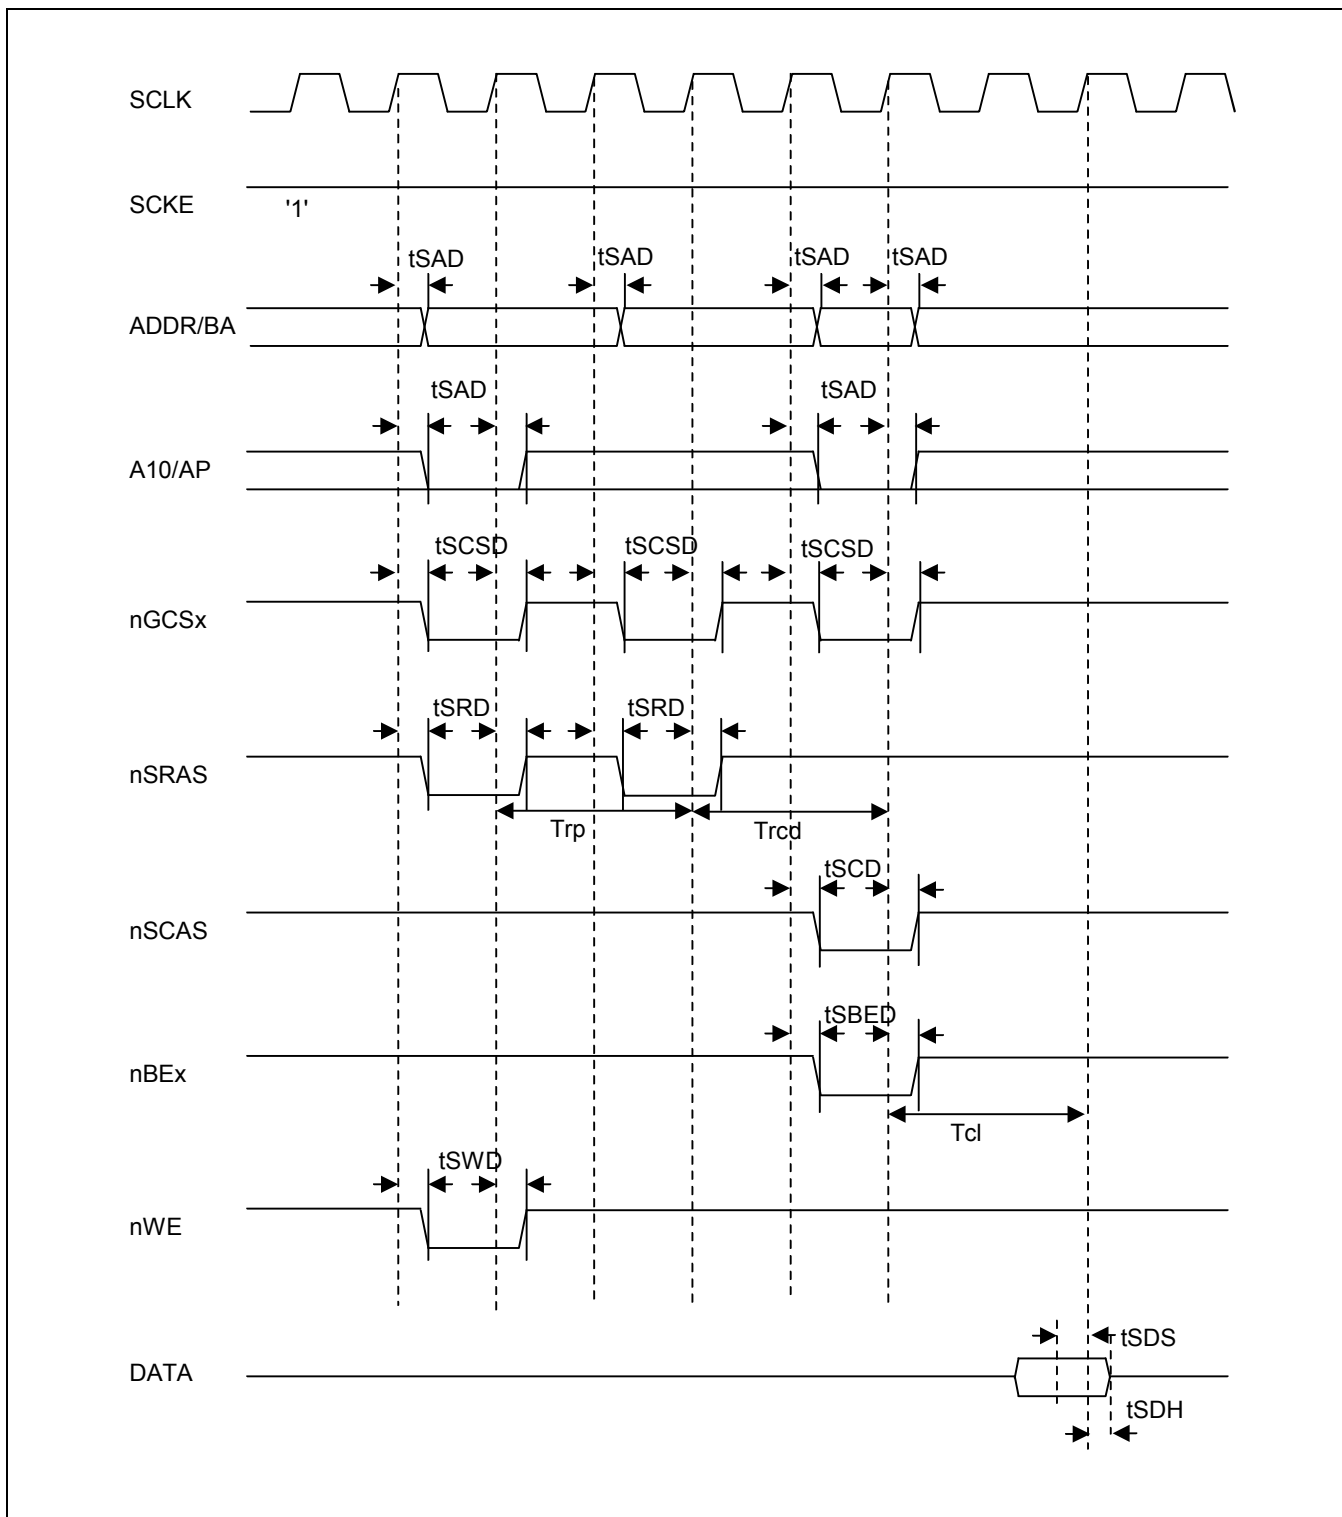 SCLK
SCKE
'1'
tSAD
tSAD
tSAD
tSAD
ADDR/BA
tSAD
tSAD
A10/AP
tSCSD
tSCSD
tSCSD
nGCSx
tSRD
tSRD
nSRAS
Trp
Trcd
tSCD
nSCAS
tSBED
nBEx
Tcl
tSWD
nWE
tSDS
DATA
tSDH